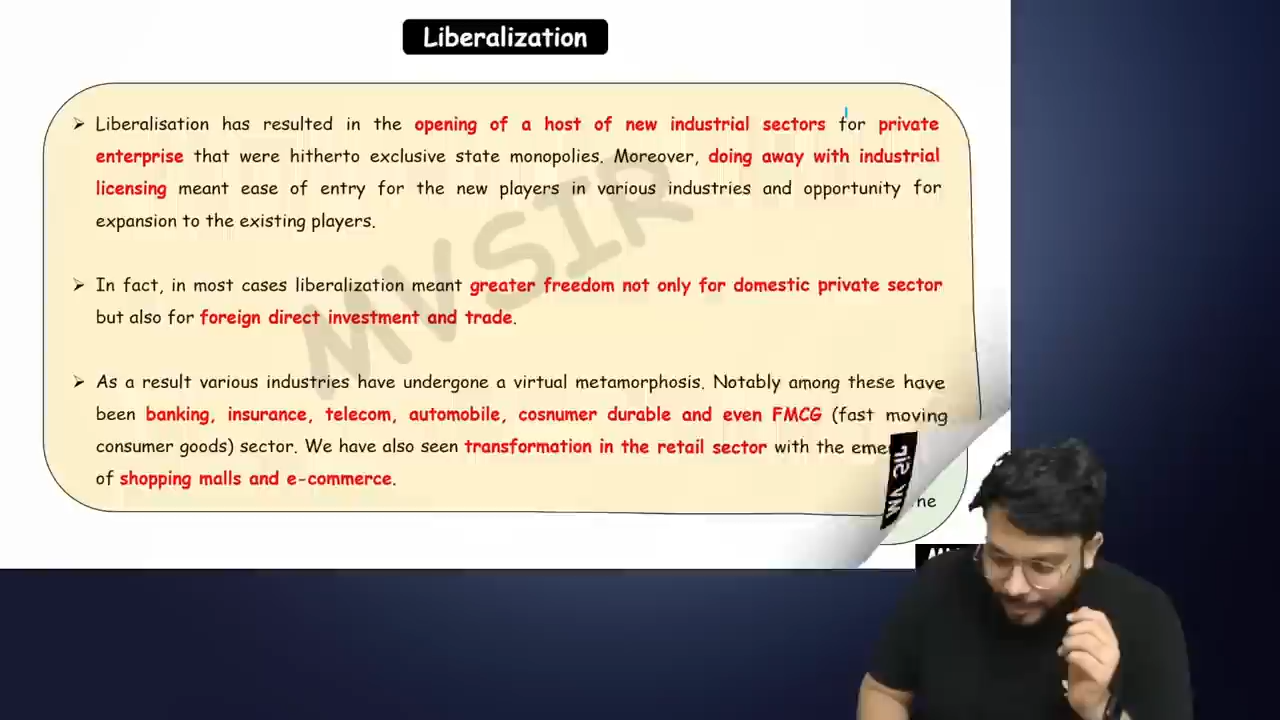 Liberalization
➢ Liberalisation has resulted in the opening of a host of new industrial sectors for private
enterprise that were hitherto exclusive state monopolies. Moreover, doing away with industrial
licensing meant ease of entry for the new players in various industries and opportunity for
expansion to the existing players.
➢ In fact, in most cases liberalization meant greater freedom not only for domestic private sector
but also for foreign direct investment and trade.
➢ As a result various industries have undergone a virtual metamorphosis. Notably among these have
been banking, insurance, telecom, automobile, cosnumer durable and even FMCG (fast moving
consumer goods) sector. We have also seen transformation in the retail sector with the
of shopping malls and e-commerce.
MVSIR
MV Sir